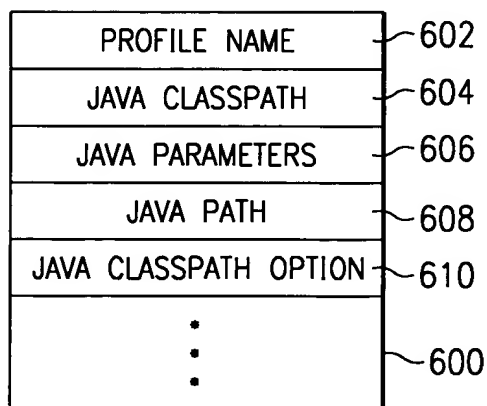 PROFILE NAME 602
JAVA CLASSPATH 604
JAVA PARAMETERS 606
JAVA PATH 608
JAVA CLASSPATH OPTION 610
600